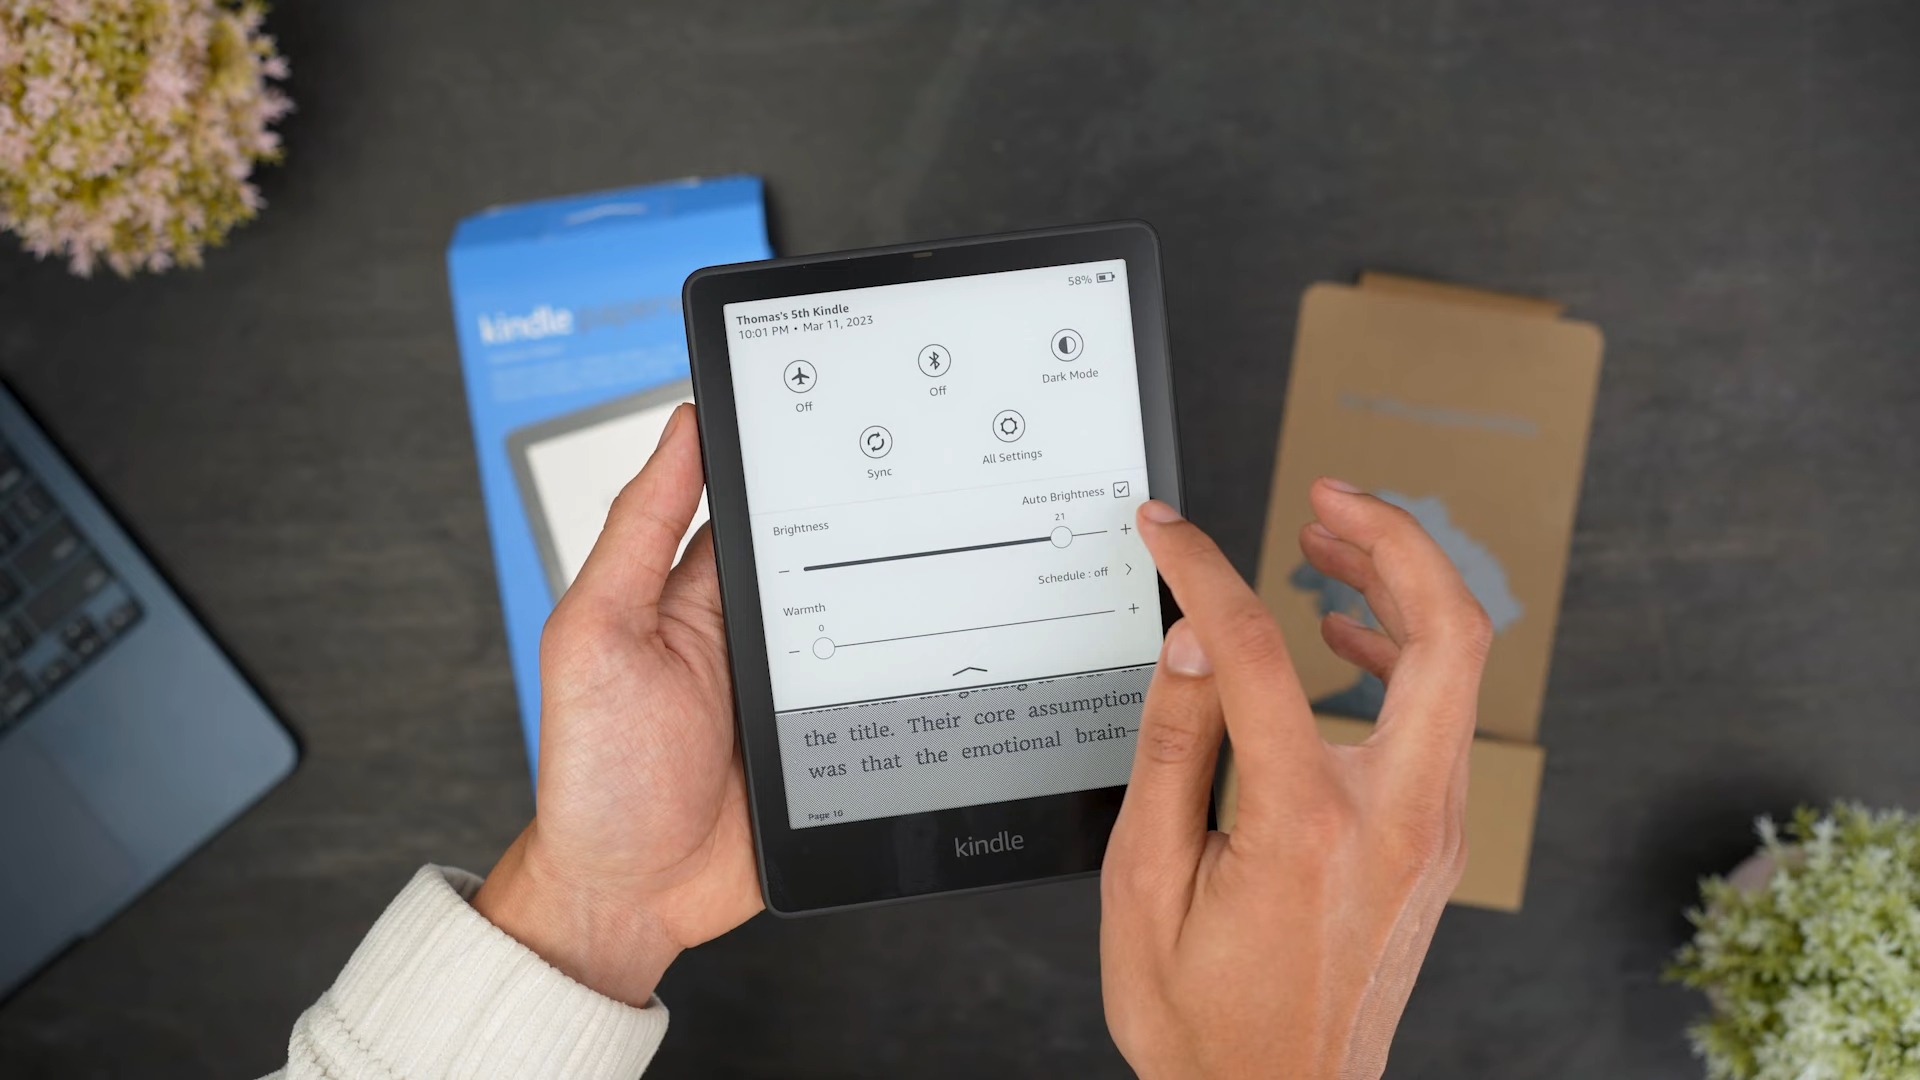 kindle
58%
Thomas's 5th Kindle
10:01 PM • Mar 11, 2023
Off
Off
Dark Mode
Sync
All Settings
Auto Brightness
Brightness
21
Schedule : off
Warmth
0
the title. Their core assumption
was that the emotional brain—
Page 10
kindle